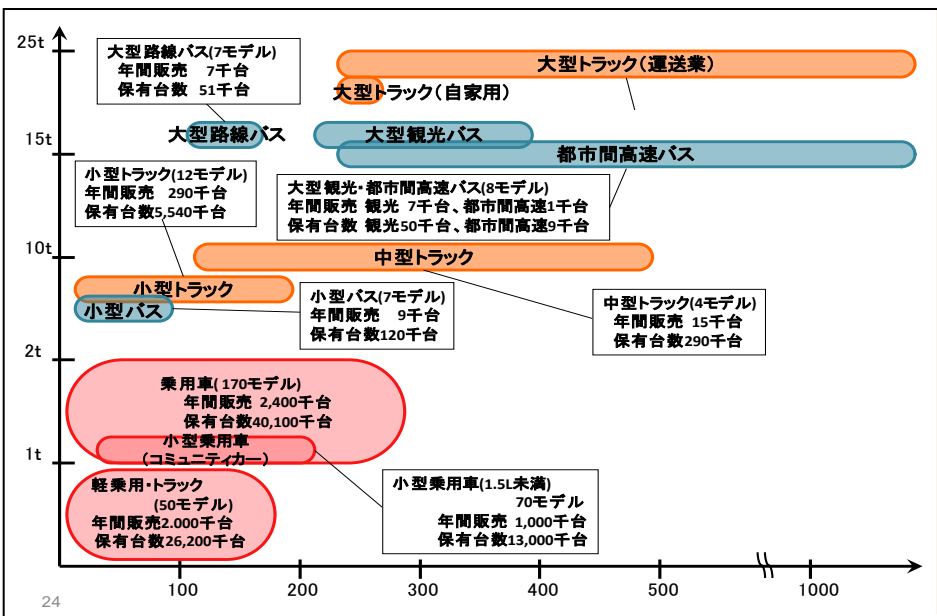 25t
大型路線バス(7モデル)
年間販売 7千台
保有台数 51千台
大型トラック(運送業)
大型トラック(自家用)
大型路線バス
大型観光バス
15t
都市間高速バス
小型トラック(12モデル)
年間販売 290千台
保有台数5,540千台
大型観光・都市間高速バス(8モデル)
年間販売 観光 7千台、都市間高速1千台
保有台数 観光50千台、都市間高速9千台
10t
中型トラック
小型トラック
小型バス
小型バス(7モデル)
年間販売 9千台
保有台数120千台
中型トラック(4モデル)
年間販売 15千台
保有台数290千台
2t
乗用車(170モデル)
年間販売 2,400千台
保有台数40,100千台
小型乗用車
(コミュニティカー)
1t
軽乗用・トラック
(50モデル)
年間販売2.000千台
保有台数26,200千台
小型乗用車(1.5L未満)
70モデル
年間販売 1,000千台
保有台数13,000千台
100 200 300 400 500 1000
24